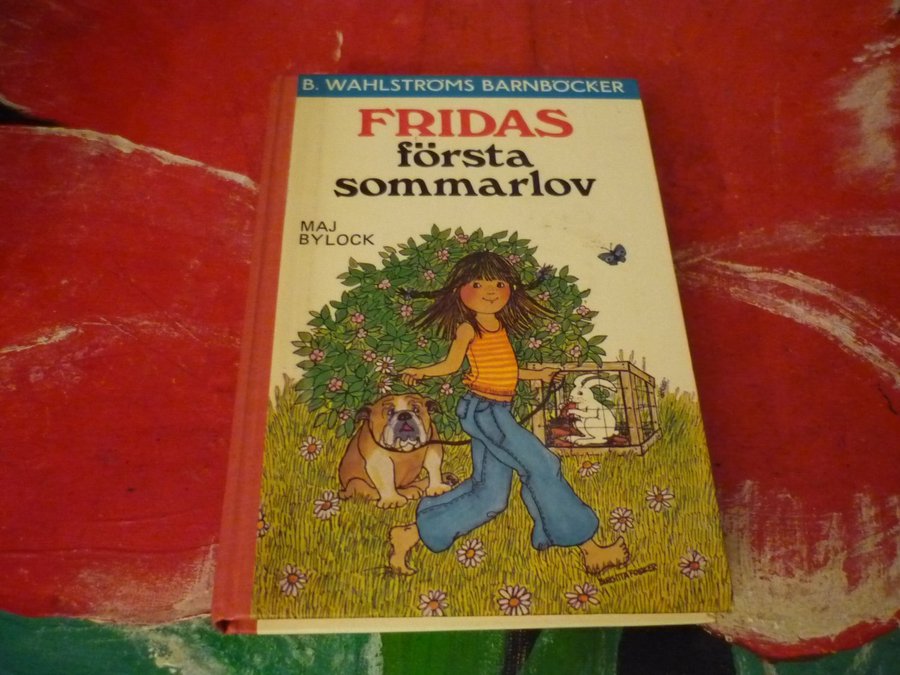 B. WAHLSTRÖMS BARNBÖCKER
FRIDAS
första
sommarlov
MAJ
BYLOCK